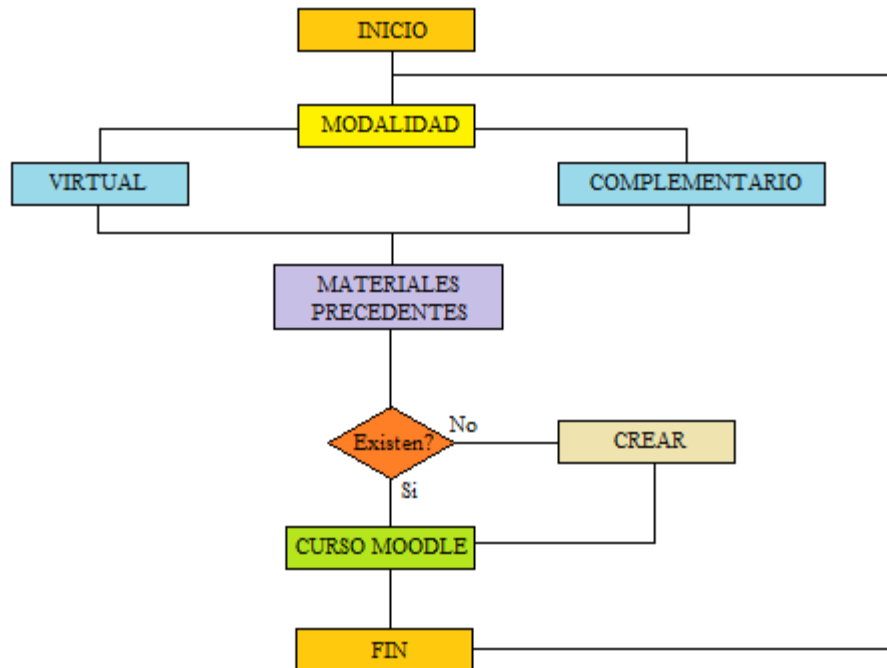 INICIO
MODALIDAD
VIRTUAL
COMPLEMENTARIO
MATERIALES
PRECEDENTES
Existen?
No
CREAR
Si
CURSO MOODLE
FIN